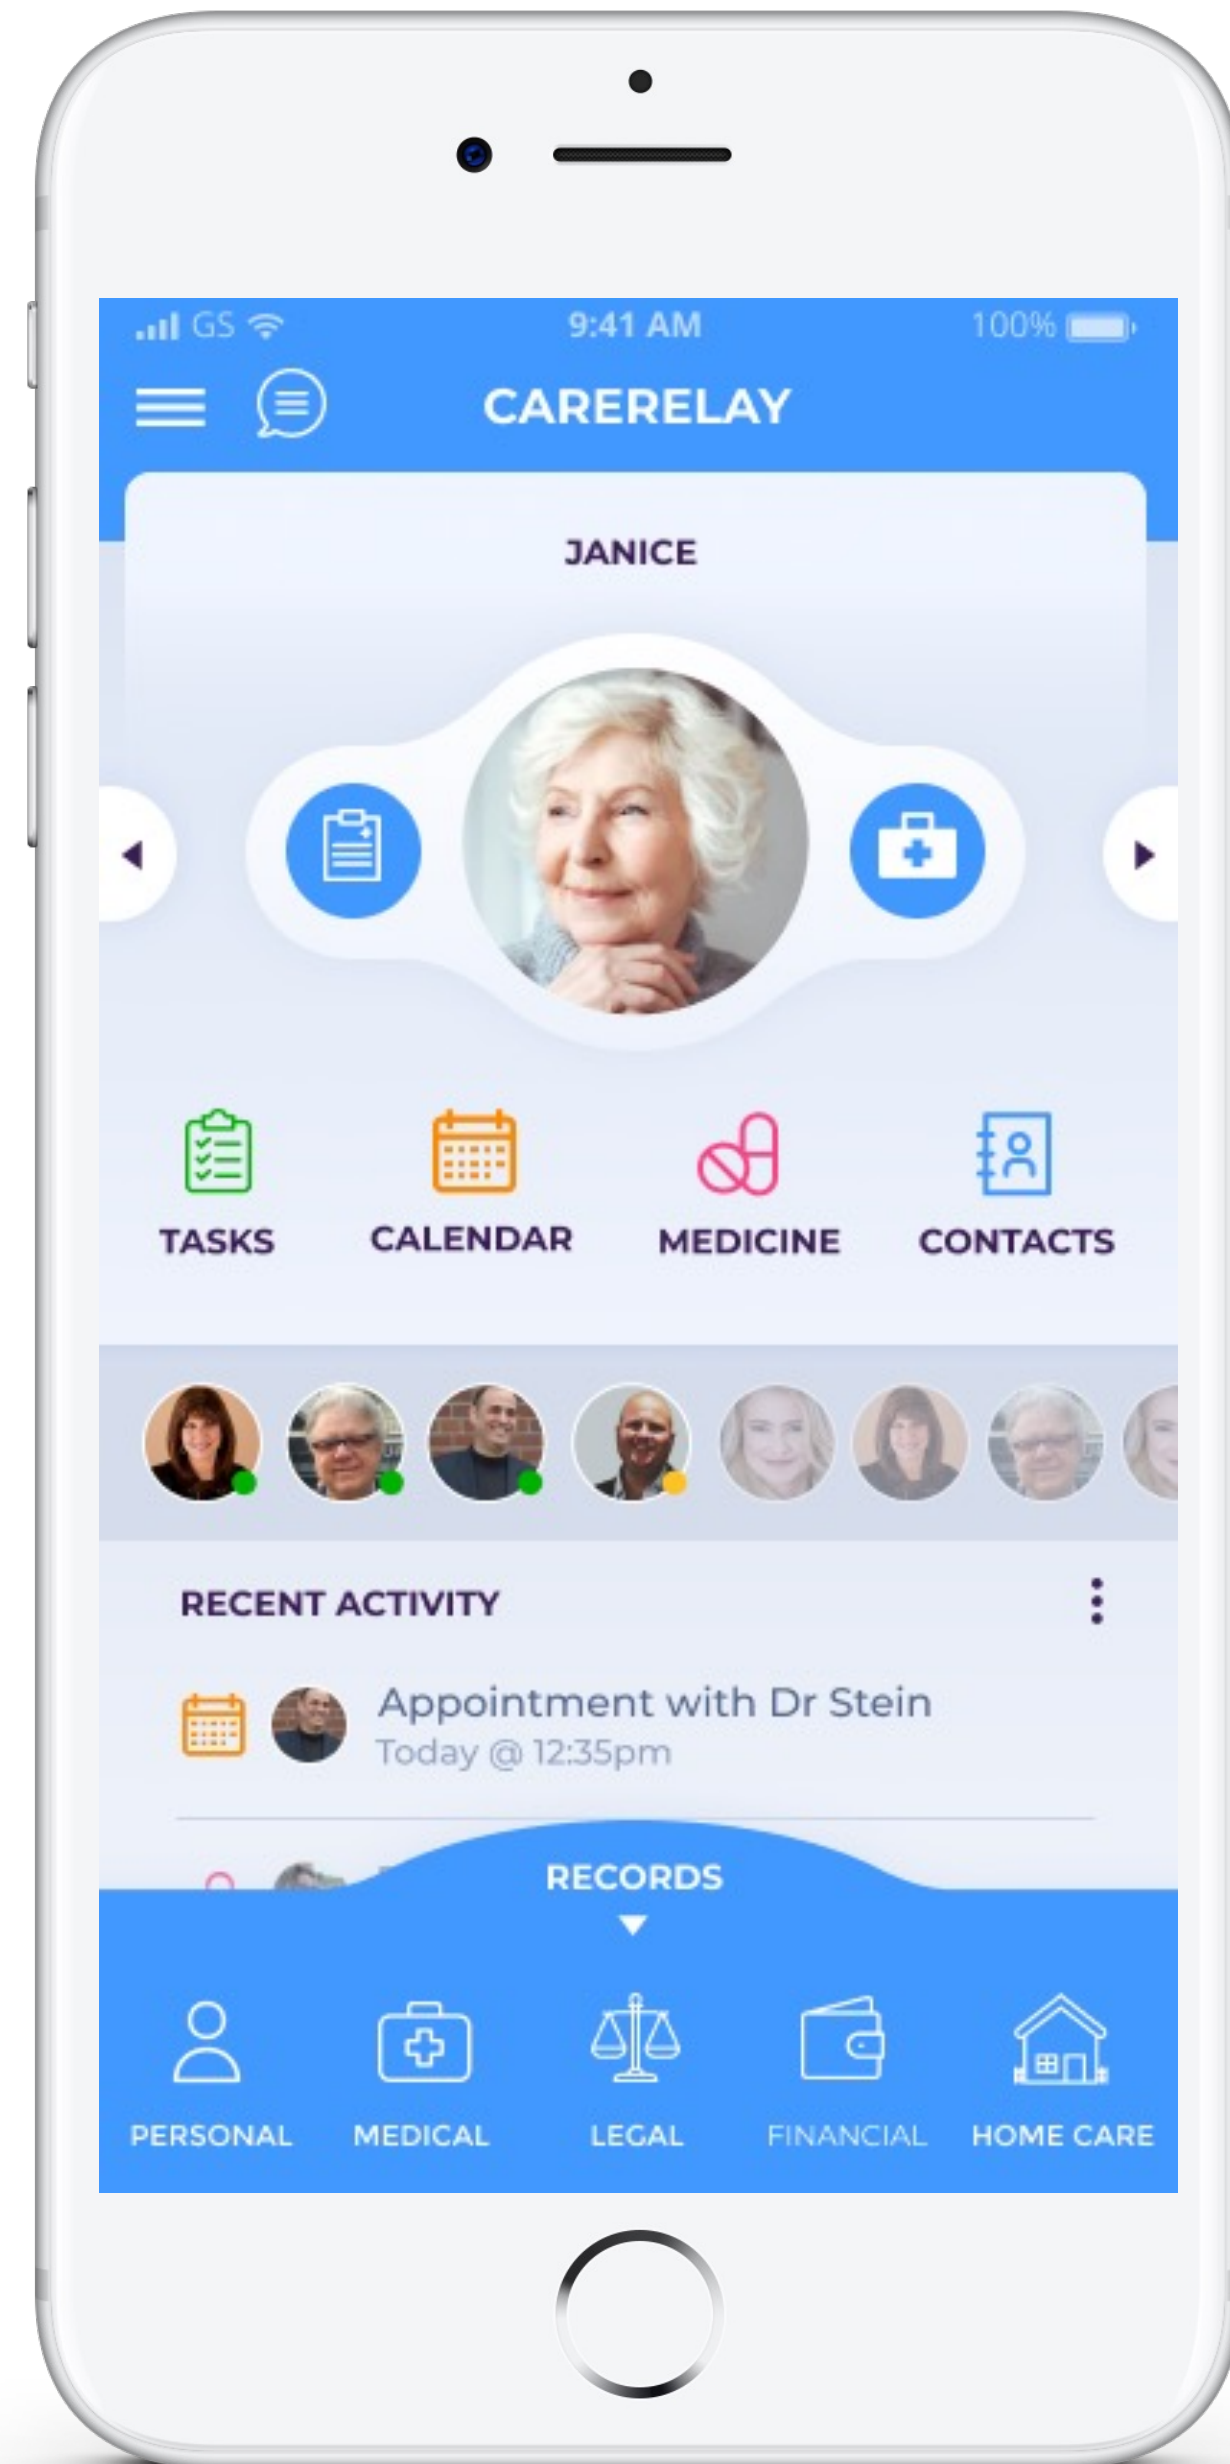 GS 9:41 AM 100%
CARERELAY
JANICE
TASKS CALENDAR MEDICINE CONTACTS
RECENT ACTIVITY
Appointment with Dr Stein
Today @ 12:35pm
RECORDS
PERSONAL MEDICAL LEGAL FINANCIAL HOME CARE